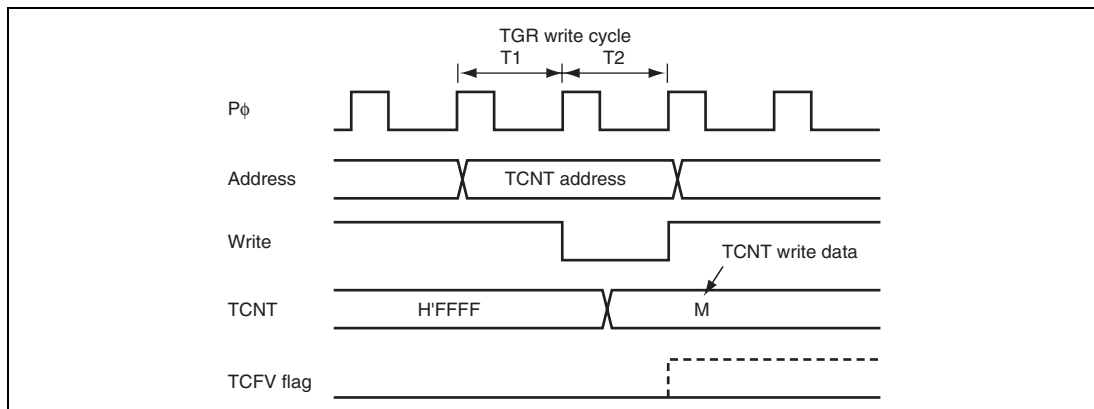 TGR write cycle
T1 T2
Pϕ
Address TCNT address
Write
TCNT write data
TCNT H'FFFF M
TCFV flag